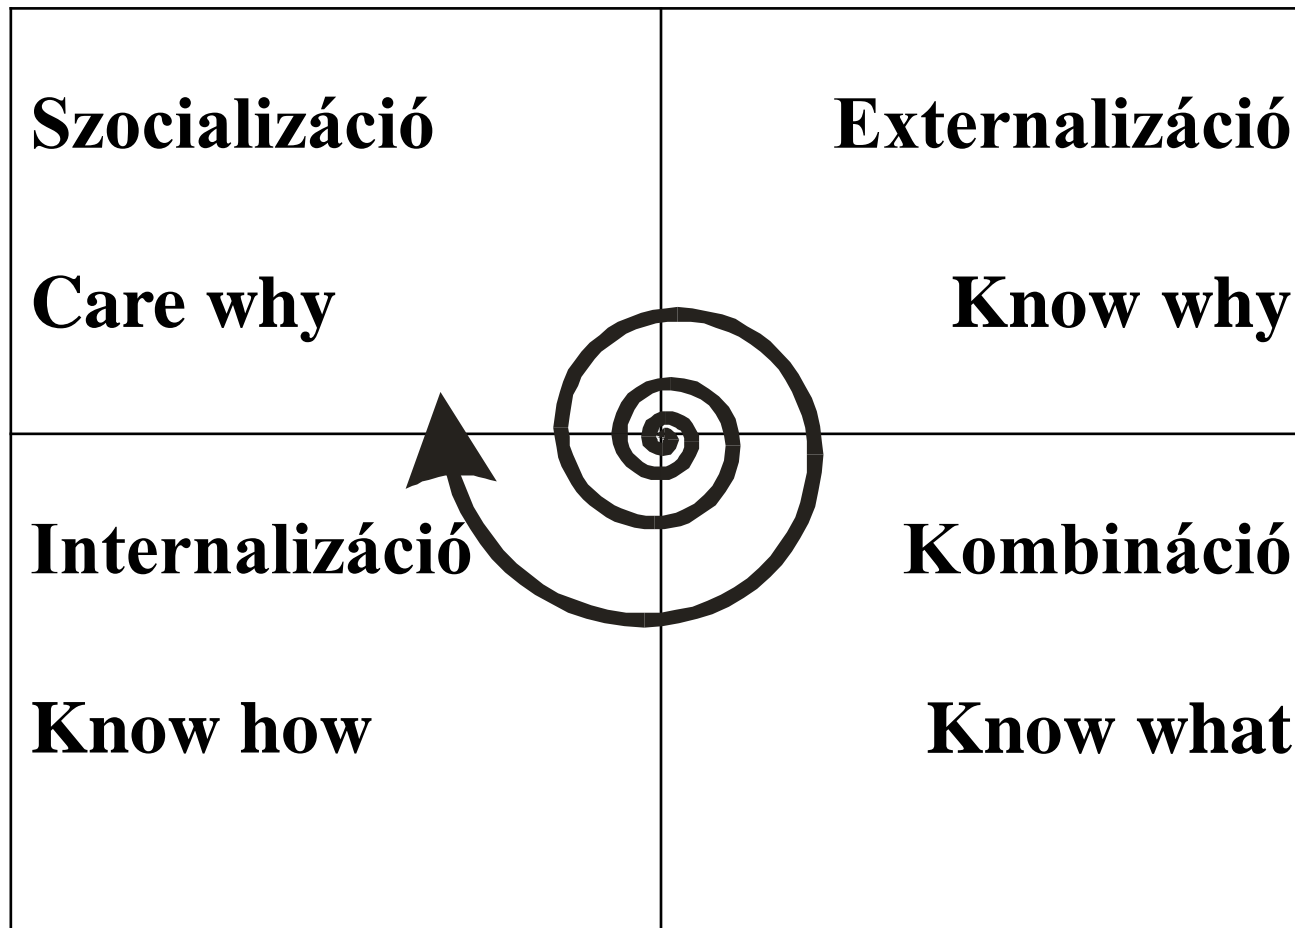 Szocializáció
Care why
Externalizáció
Know why
Internalizáció
Know how
Kombináció
Know what